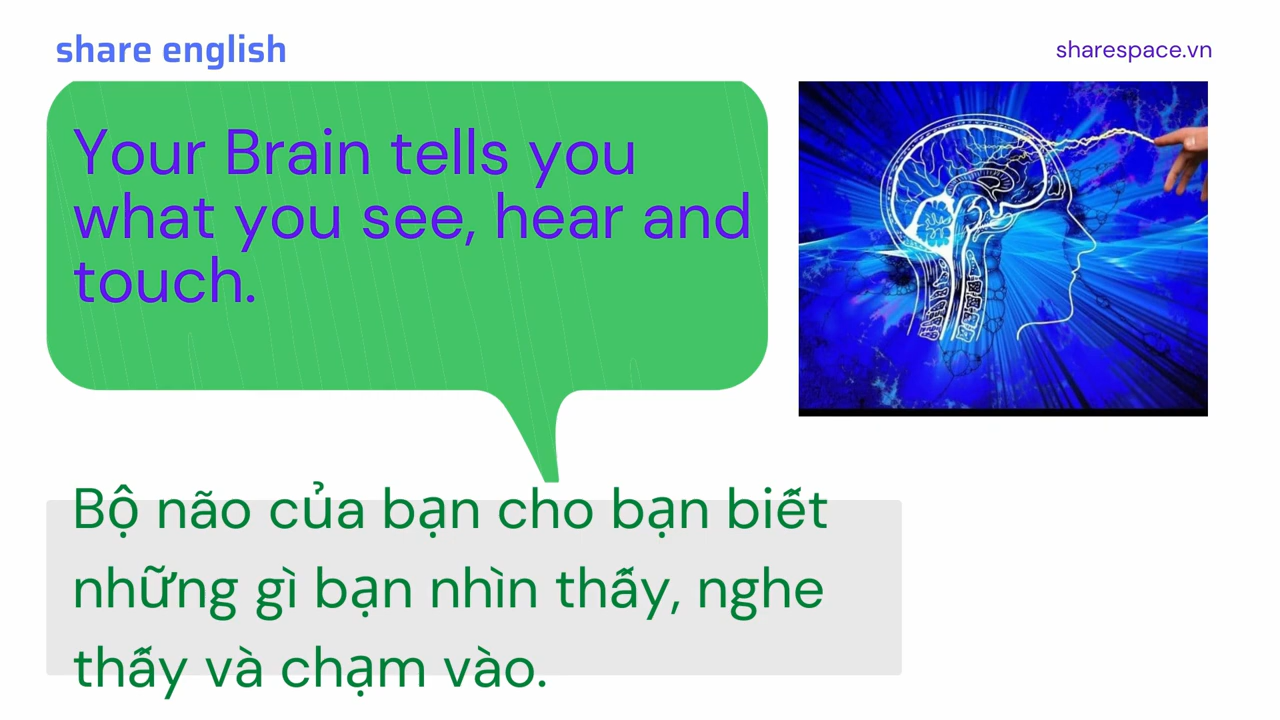 share english
sharespace.vn
Your Brain tells you
what you see, hear and
touch.
Bộ não của bạn cho bạn biết
những gì bạn nhìn thấy, nghe
thấy và chạm vào.